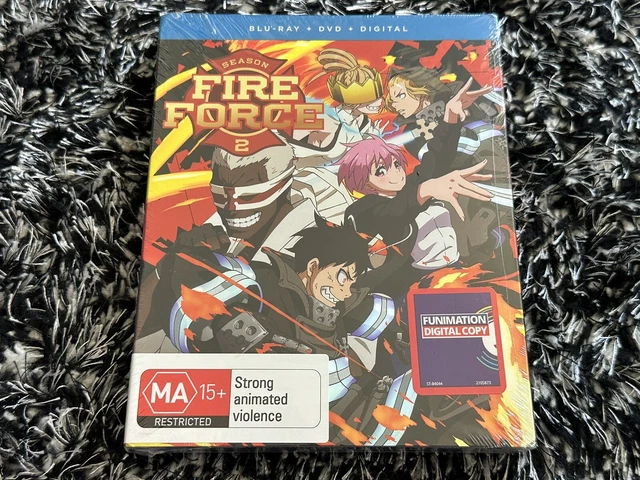 BLU-RAY + DVD + DIGITAL
SEASON
FIRE
FORCE
2
FUNIMATION
DIGITAL COPY
MA 15+
RESTRICTED
Strong
animated
violence